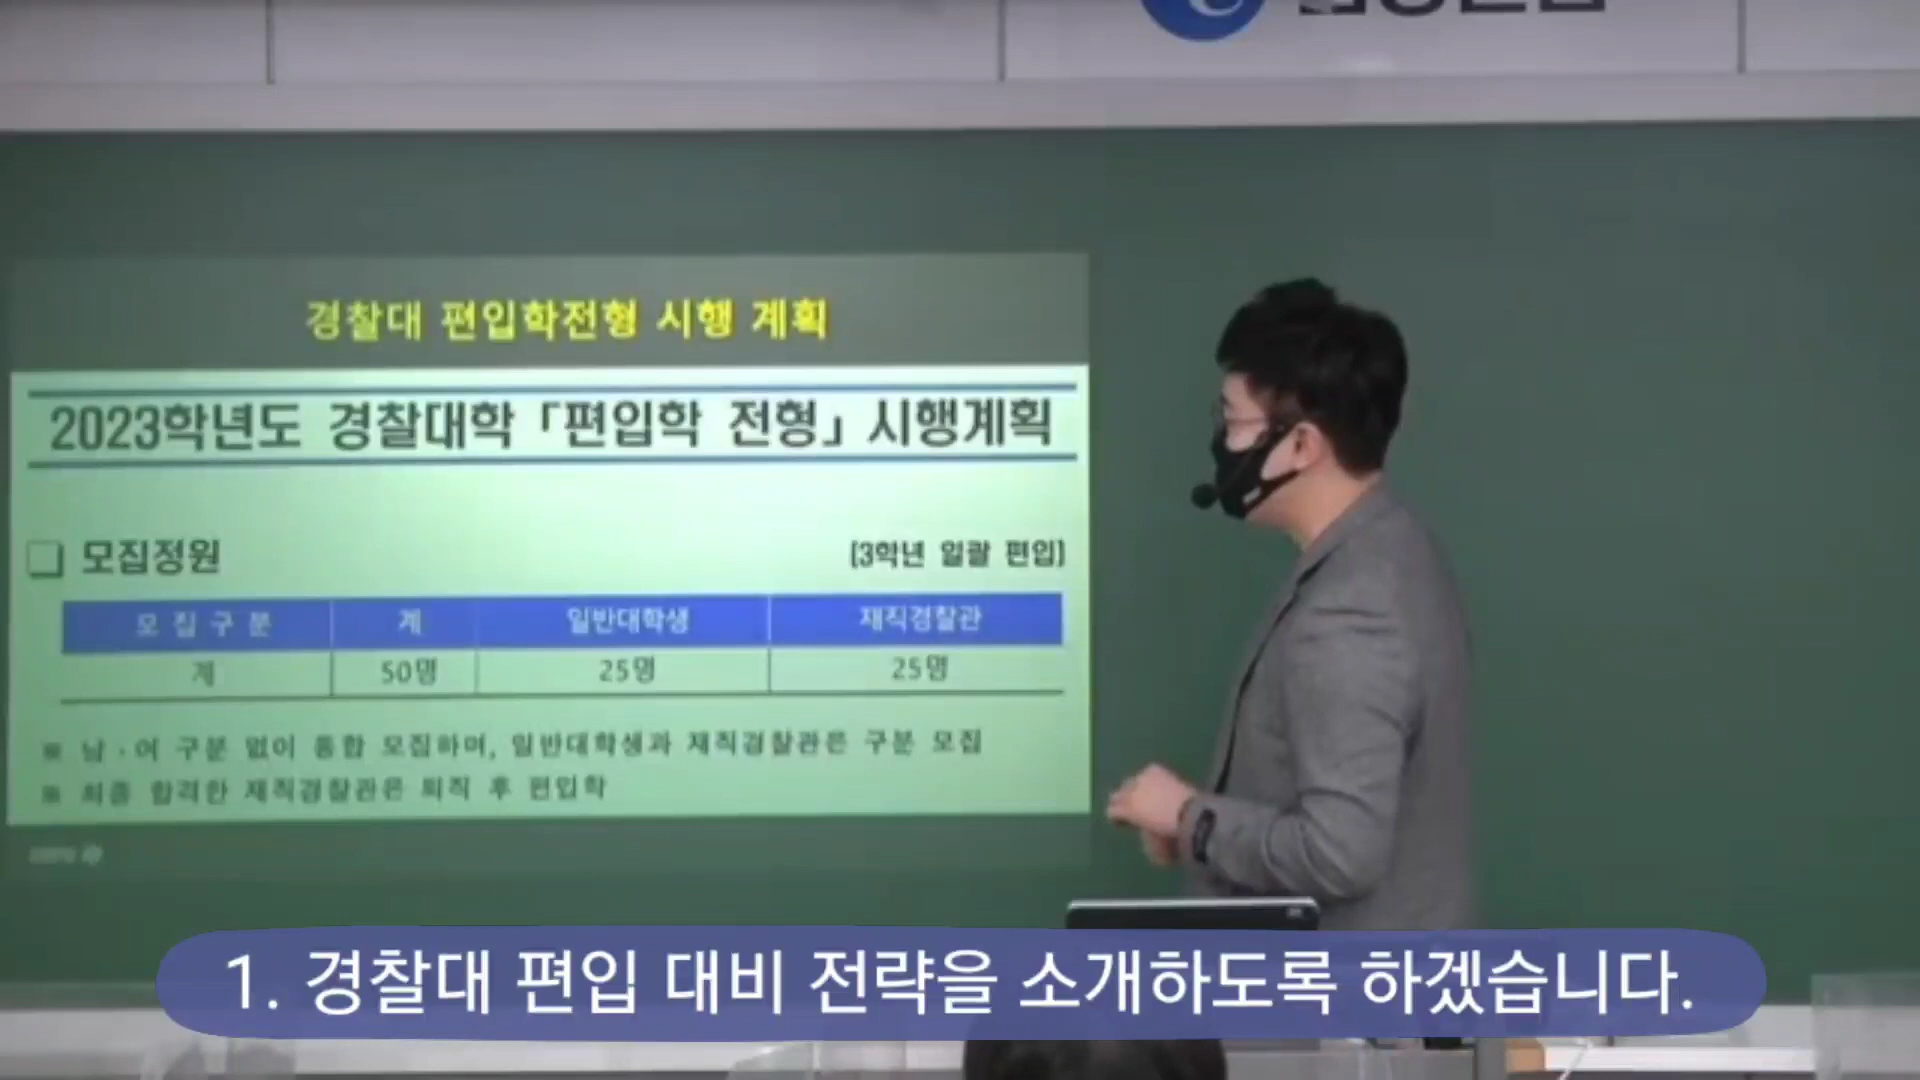 경찰대 편입학전형 시행 계획
2023학년도 경찰대학 「편입학 전형」 시행계획
❏ 모집정원 [3학년 일괄 편입]
모 집 구 분 계 일반대학생 재직경찰관
계 50명 25명 25명
※ 남·여 구분 없이 통합 모집하며, 일반대학생과 재직경찰관은 구분 모집
※ 최종 합격한 재직경찰관은 퇴직 후 편입학
1. 경찰대 편입 대비 전략을 소개하도록 하겠습니다.